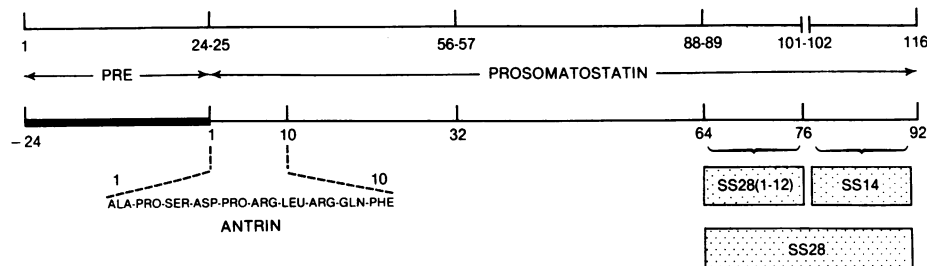 1 24-25 56-57 88-89 101-102 116
PRE PROSOMATOSTATIN
– 24 1 10 32 64 76 92
1 10
ALA-PRO-SER-ASP-PRO-ARG-LEU-ARG-GLN-PHE
ANTRIN
SS28(1-12) SS14
SS28